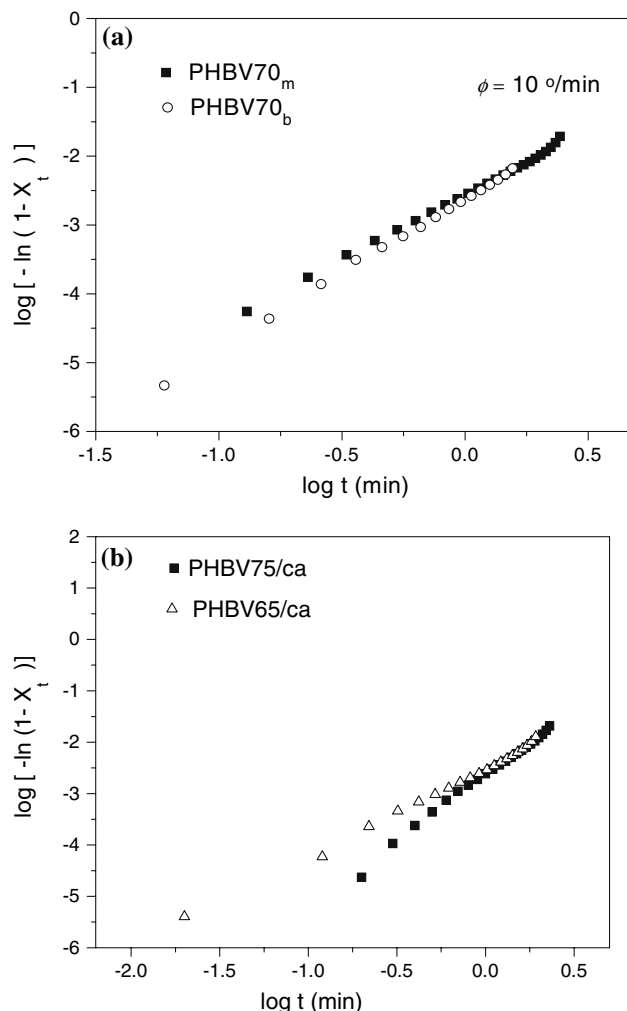 (a)
PHBV70m
PHBV70b
ϕ = 10 º/min
0
-1
-2
-3
-4
-5
-6
log [ - ln ( 1- Xt ) ]
-1.5
-1.0
-0.5
0.0
0.5
log t (min)
(b)
PHBV75/ca
PHBV65/ca
2
1
0
-1
-2
-3
-4
-5
-6
log [ -ln (1- Xt )]
-2.0
-1.5
-1.0
-0.5
0.0
0.5
log t (min)